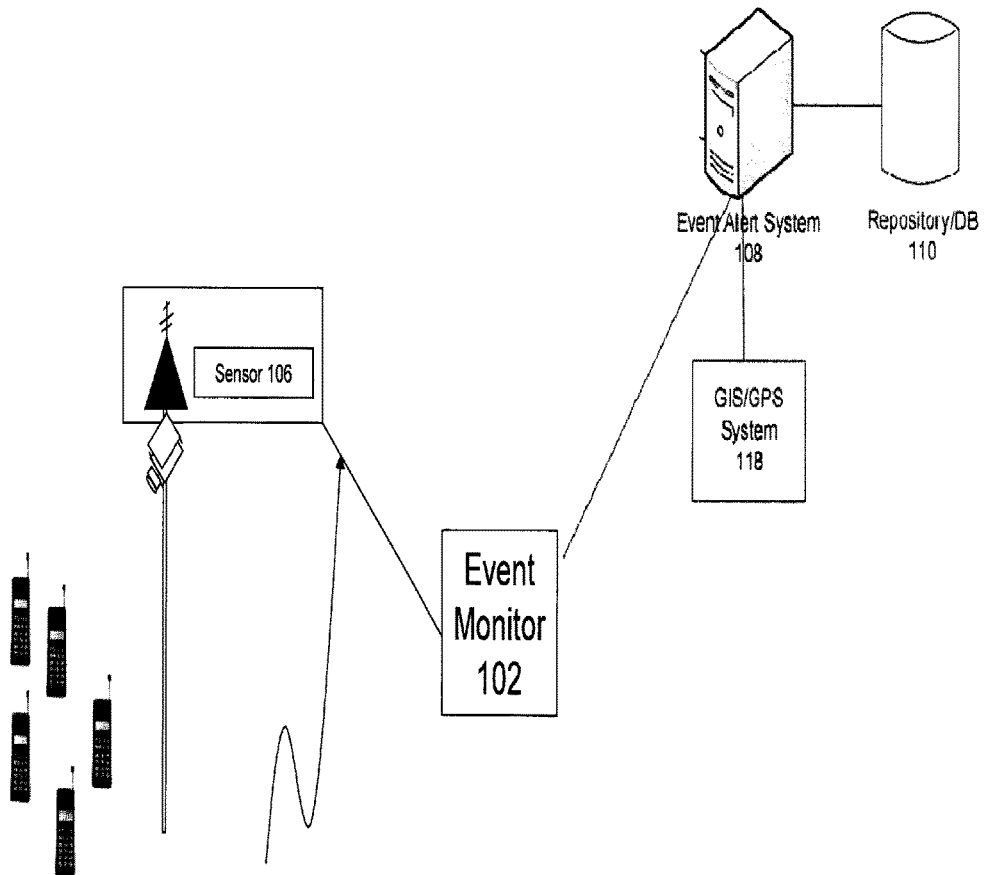 Event Alert System
108
Repository/DB
110
Sensor 106
GIS/GPS
System
118
Event
Monitor
102